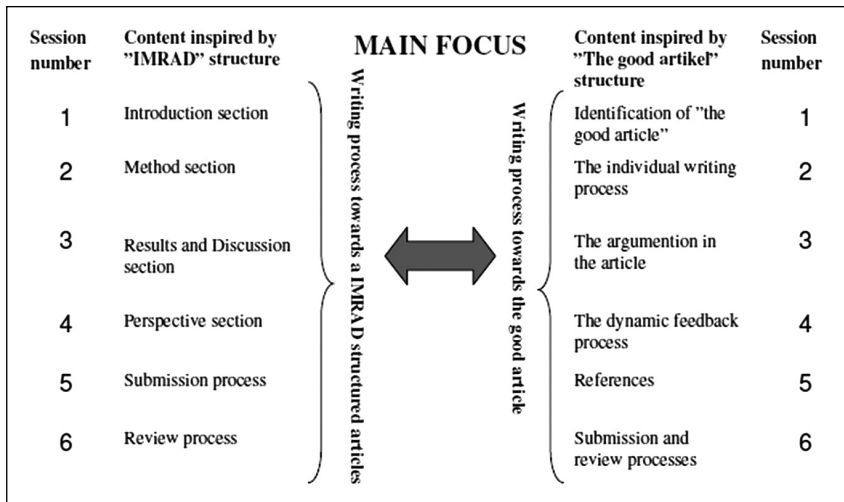 Session
number
Content inspired by
"IMRAD" structure
MAIN FOCUS
Content inspired by
"The good artikel"
structure
Session
number
1
Introduction section
2
Method section
3
Results and Discussion
section
4
Perspective section
5
Submission process
6
Review process
Writing process towards a IMRAD structured articles
Writing process towards the good article
Identification of "the
good article"
1
The individual writing
process
2
The argumention in
the article
3
The dynamic feedback
process
4
References
5
Submission and
review processes
6